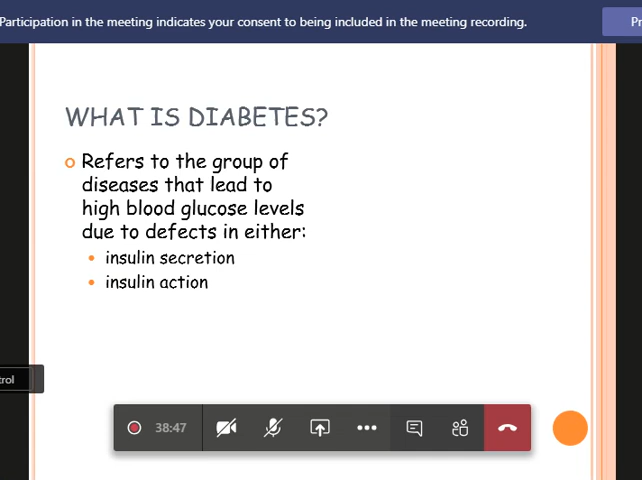 Participation in the meeting indicates your consent to being included in the meeting recording.
Pr
WHAT IS DIABETES?
Refers to the group of
diseases that lead to
high blood glucose levels
due to defects in either:
insulin secretion
insulin action
trol
38:47